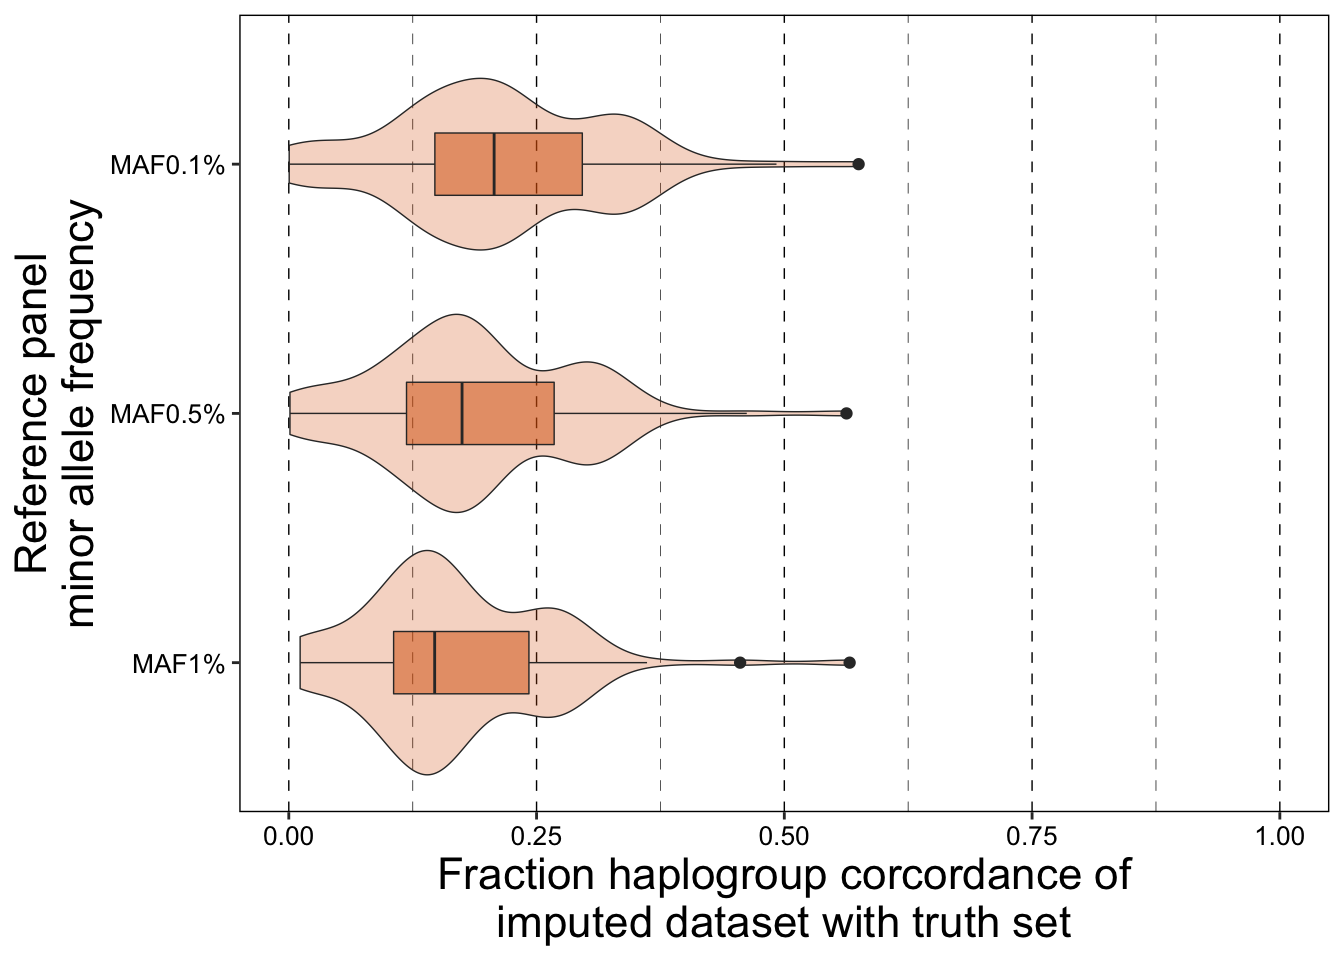 Reference panel
minor allele frequency
MAF0.1%
MAF0.5%
MAF1%
0.00 0.25 0.50 0.75 1.00
Fraction haplogroup corcordance of
imputed dataset with truth set